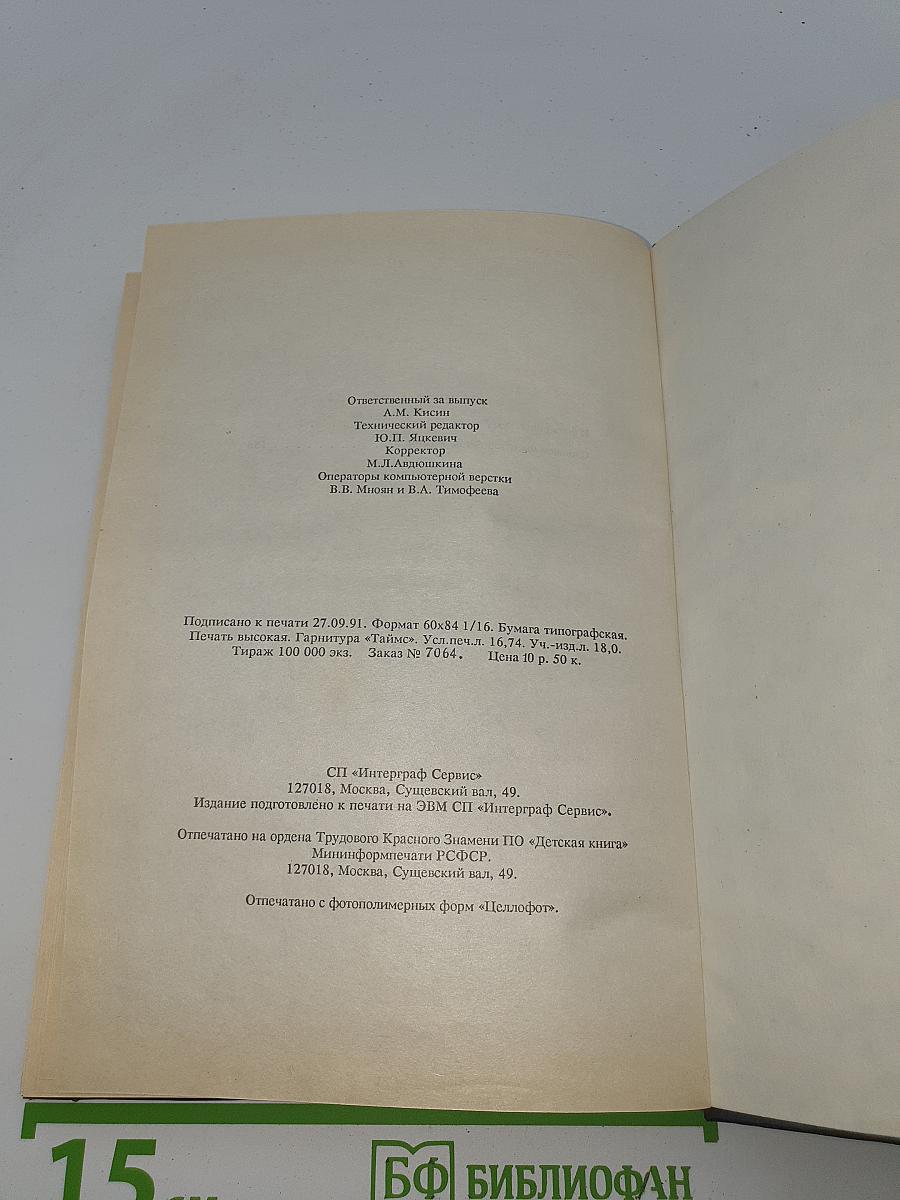 Ответственный за выпуск
А.М. Кисин
Технический редактор
Ю.П. Яцкевич
Корректор
М.Л.Авдюшкина
Операторы компьютерной верстки
В.В. Мноян и В.А. Тимофеева
Подписано к печати 27.09.91. Формат 60х84 1/16. Бумага типографская.
Печать высокая. Гарнитура «Таймс». Усл.печ.л. 16,74. Уч.-изд.л. 18,0.
Тираж 100 000 экз. Заказ № 7064. Цена 10 р. 50 к.
СП «Интерграф Сервис»
127018, Москва, Сущевский вал, 49.
Издание подготовлено к печати на ЭВМ СП «Интерграф Сервис».
Отпечатано на ордена Трудового Красного Знамени ПО «Детская книга»
Мининформпечати РСФСР.
127018, Москва, Сущевский вал, 49.
Отпечатано с фотополимерных форм «Целлофот».
15 см
БФ БИБЛИОФАН